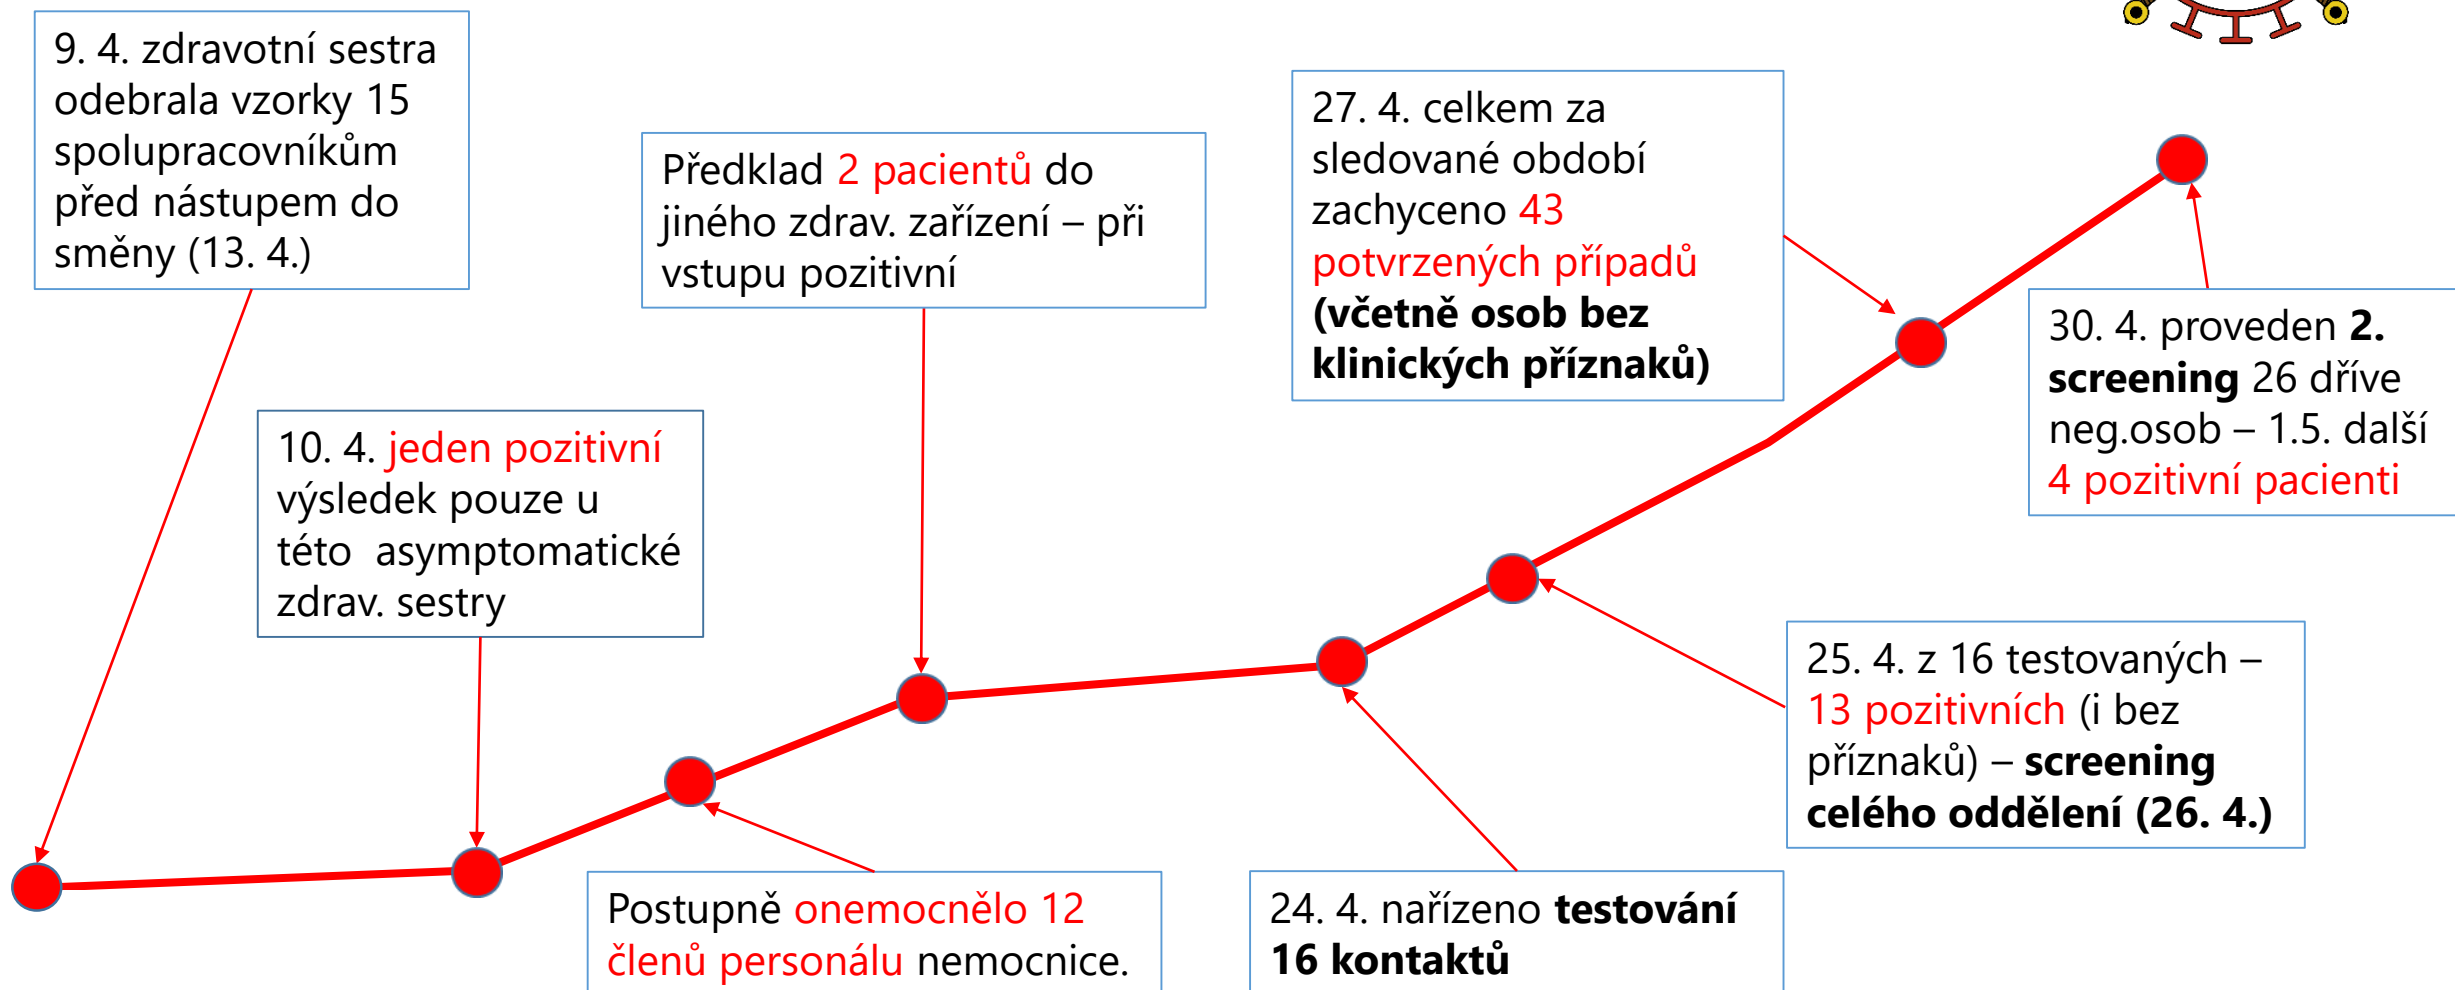 9. 4. zdravotní sestra
odebrala vzorky 15
spolupracovníkům
před nástupem do
směny (13. 4.)
10. 4. jeden pozitivní
výsledek pouze u
této asymptomatické
zdrav. sestry
Postupně onemocnělo 12
členů personálu nemocnice.
Předklad 2 pacientů do
jiného zdrav. zařízení – při
vstupu pozitivní
24. 4. nařízeno testování
16 kontaktů
25. 4. z 16 testovaných –
13 pozitivních (i bez
příznaků) – screening
celého oddělení (26. 4.)
27. 4. celkem za
sledované období
zachyceno 43
potvrzených případů
(včetně osob bez
klinických příznaků)
30. 4. proveden 2.
screening 26 dříve
neg.osob – 1.5. další
4 pozitivní pacienti